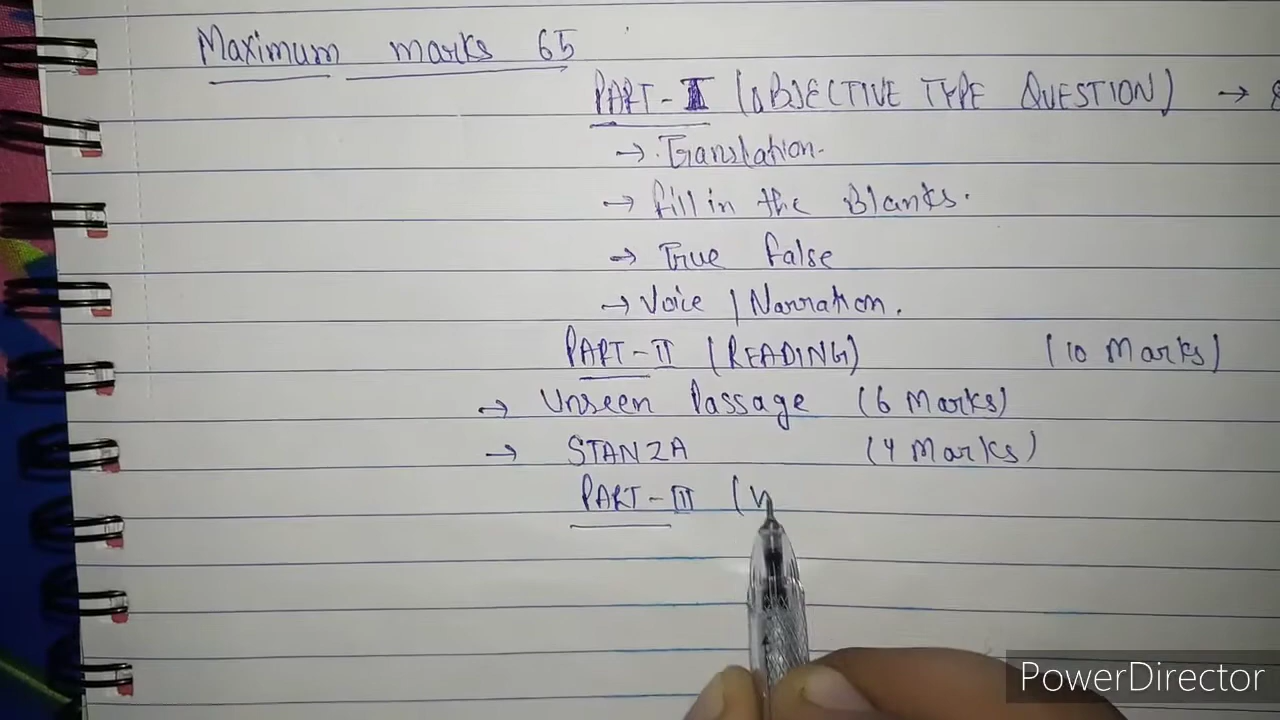 Maximum marks 65
PART-I (OBJECTIVE TYPE QUESTION) →
→ Translation.
→ fill in the Blanks.
→ True false
→ Voice / Narration.
PART-II (READING) (10 Marks)
→ Unseen Passage (6 Marks)
→ STANZA (4 Marks)
PART-III (
PowerDirector